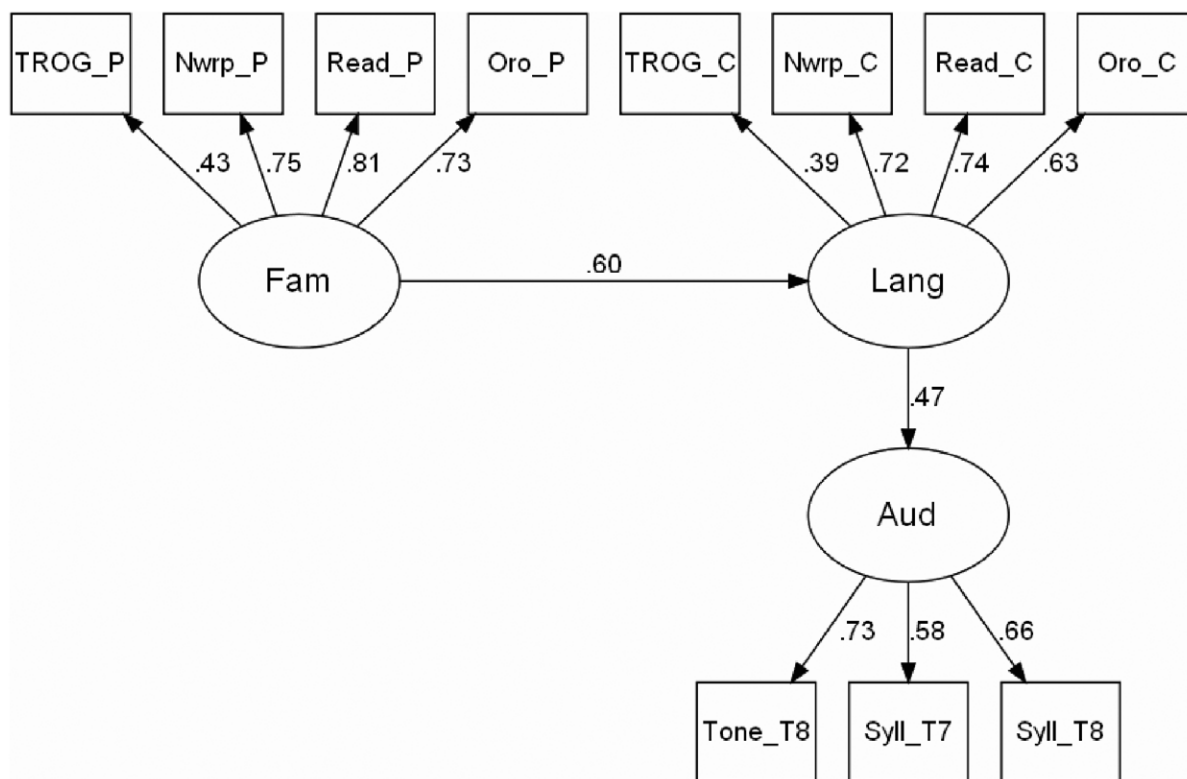 TROG_P Nwrp_P Read_P Oro_P TROG_C Nwrp_C Read_C Oro_C
.43 .75 .81 .73 .39 .72 .74 .63
Fam .60 Lang
.47
Aud
.73 .58 .66
Tone_T8 Syll_T7 Syll_T8